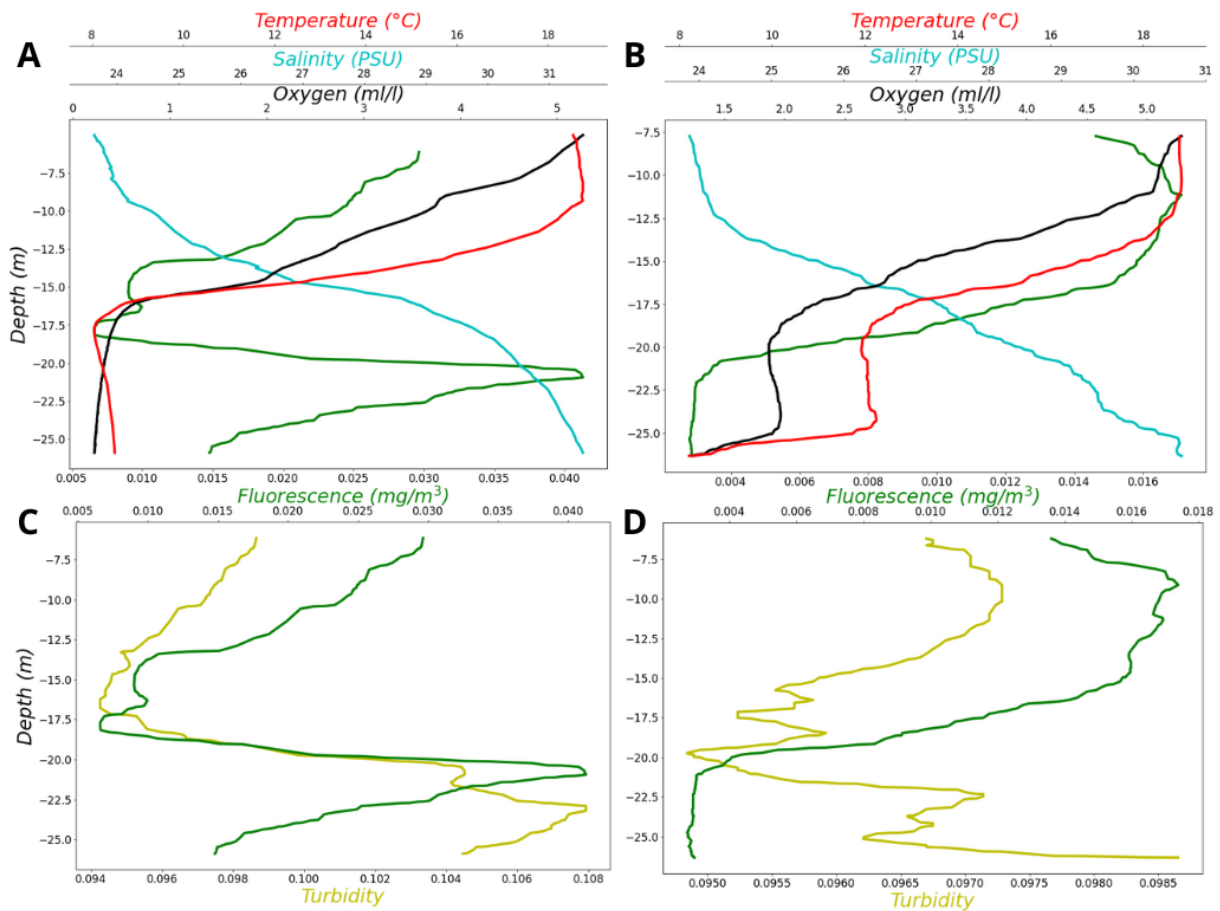 Temperature (°C)
8 10 12 14 16 18
A
Salinity (PSU)
24 25 26 27 28 29 30 31
Oxygen (ml/l)
0 1 2 3 4 5
Depth (m)
−7.5
−10.0
−12.5
−15.0
−17.5
−20.0
−22.5
−25.0
0.005 0.010 0.015 0.020 0.025 0.030 0.035 0.040
Fluorescence (mg/m³)
Temperature (°C)
8 10 12 14 16 18
B
Salinity (PSU)
24 25 26 27 28 29 30 31
Oxygen (ml/l)
1.5 2.0 2.5 3.0 3.5 4.0 4.5 5.0
−7.5
−10.0
−12.5
−15.0
−17.5
−20.0
−22.5
−25.0
0.004 0.006 0.008 0.010 0.012 0.014 0.016
Fluorescence (mg/m³)
C
0.005 0.010 0.015 0.020 0.025 0.030 0.035 0.040
Depth (m)
−7.5
−10.0
−12.5
−15.0
−17.5
−20.0
−22.5
−25.0
0.094 0.096 0.098 0.100 0.102 0.104 0.106 0.108
Turbidity
D
0.004 0.006 0.008 0.010 0.012 0.014 0.016 0.018
−7.5
−10.0
−12.5
−15.0
−17.5
−20.0
−22.5
−25.0
0.0950 0.0955 0.0960 0.0965 0.0970 0.0975 0.0980 0.0985
Turbidity